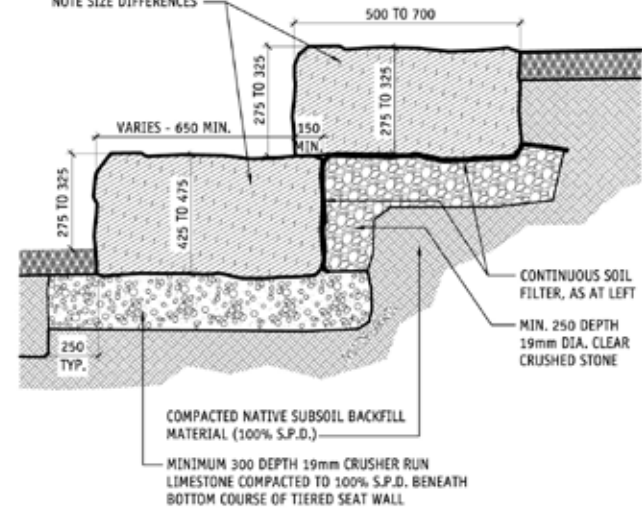 NOTE SIZE DIFFERENCES
500 TO 700
275 TO 325
275 TO 325
VARIES - 650 MIN.
150
MIN.
275 TO 325
425 TO 475
250
TYP.
CONTINUOUS SOIL
FILTER, AS AT LEFT
MIN. 250 DEPTH
19mm DIA. CLEAR
CRUSHED STONE
COMPACTED NATIVE SUBSOIL BACKFILL
MATERIAL (100% S.P.D.)
MINIMUM 300 DEPTH 19mm CRUSHER RUN
LIMESTONE COMPACTED TO 100% S.P.D. BENEATH
BOTTOM COURSE OF TIERED SEAT WALL